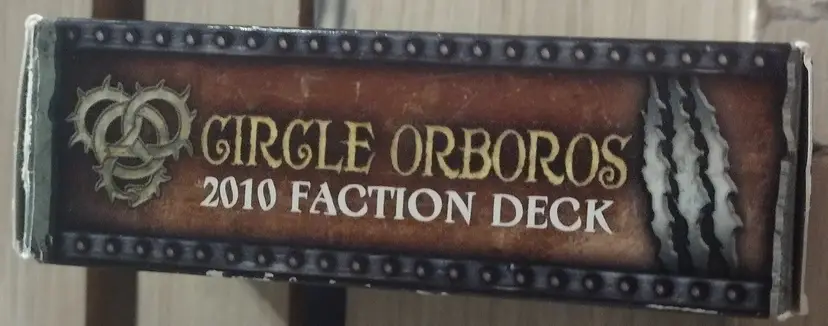 CIRCLE ORBOROS
2010 FACTION DECK